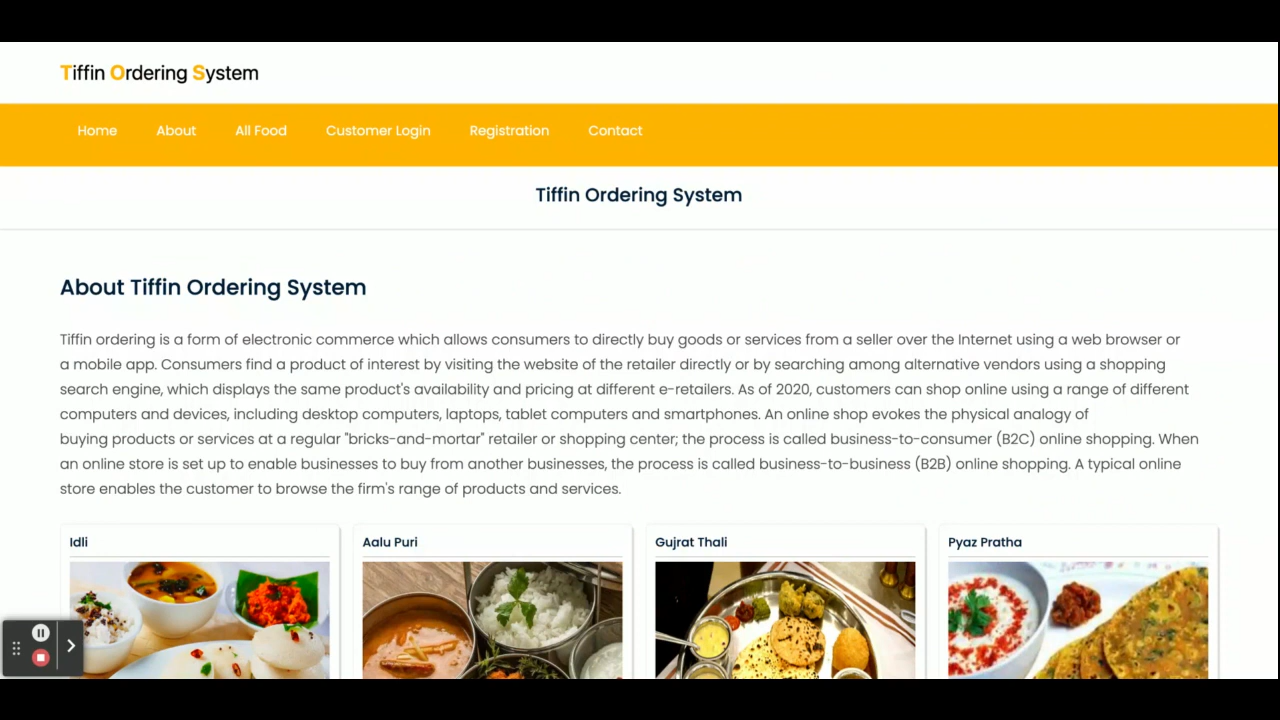 Tiffin Ordering System
Home About All Food Customer Login Registration Contact
Tiffin Ordering System
About Tiffin Ordering System
Tiffin ordering is a form of electronic commerce which allows consumers to directly buy goods or services from a seller over the Internet using a web browser or
a mobile app. Consumers find a product of interest by visiting the website of the retailer directly or by searching among alternative vendors using a shopping
search engine, which displays the same product's availability and pricing at different e-retailers. As of 2020, customers can shop online using a range of different
computers and devices, including desktop computers, laptops, tablet computers and smartphones. An online shop evokes the physical analogy of
buying products or services at a regular "bricks-and-mortar" retailer or shopping center; the process is called business-to-consumer (B2C) online shopping. When
an online store is set up to enable businesses to buy from another businesses, the process is called business-to-business (B2B) online shopping. A typical online
store enables the customer to browse the firm's range of products and services.
Idli Aalu Puri Gujrat Thali Pyaz Pratha